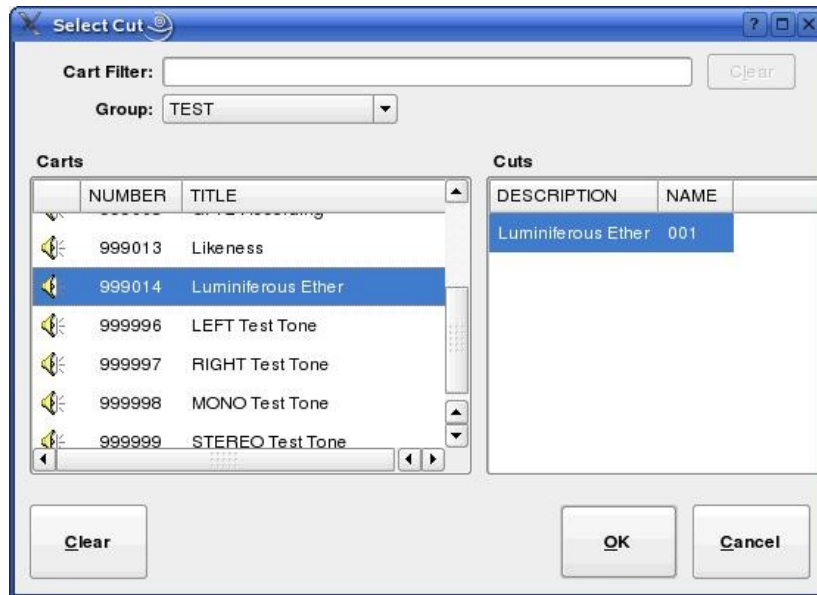 Select Cut
Cart Filter:
Clear
Group: TEST
Carts
Cuts
NUMBER TITLE
DESCRIPTION NAME
999013 Likeness
Luminiferous Ether 001
999014 Luminiferous Ether
999996 LEFT Test Tone
999997 RIGHT Test Tone
999998 MONO Test Tone
999999 STEREO Test Tone
Clear
OK
Cancel